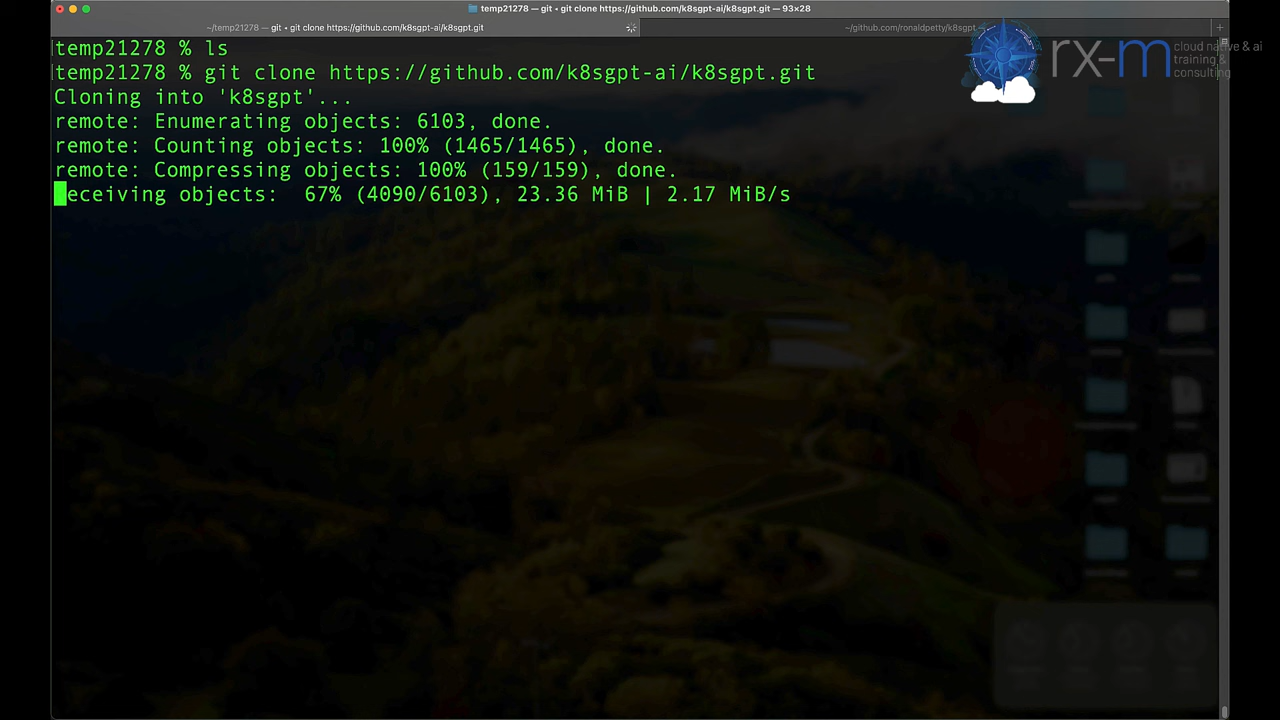 temp21278 — git • git clone https://github.com/k8sgpt-ai/k8sgpt.git — 93×28
~/temp21278 — git • git clone https://github.com/k8sgpt-ai/k8sgpt.git
~/github.com/ronaldpetty/k8sgpt
temp21278 % ls
temp21278 % git clone https://github.com/k8sgpt-ai/k8sgpt.git
Cloning into 'k8sgpt'...
remote: Enumerating objects: 6103, done.
remote: Counting objects: 100% (1465/1465), done.
remote: Compressing objects: 100% (159/159), done.
eceiving objects:  67% (4090/6103), 23.36 MiB | 2.17 MiB/s
rx-m
cloud native & ai
training &
consulting